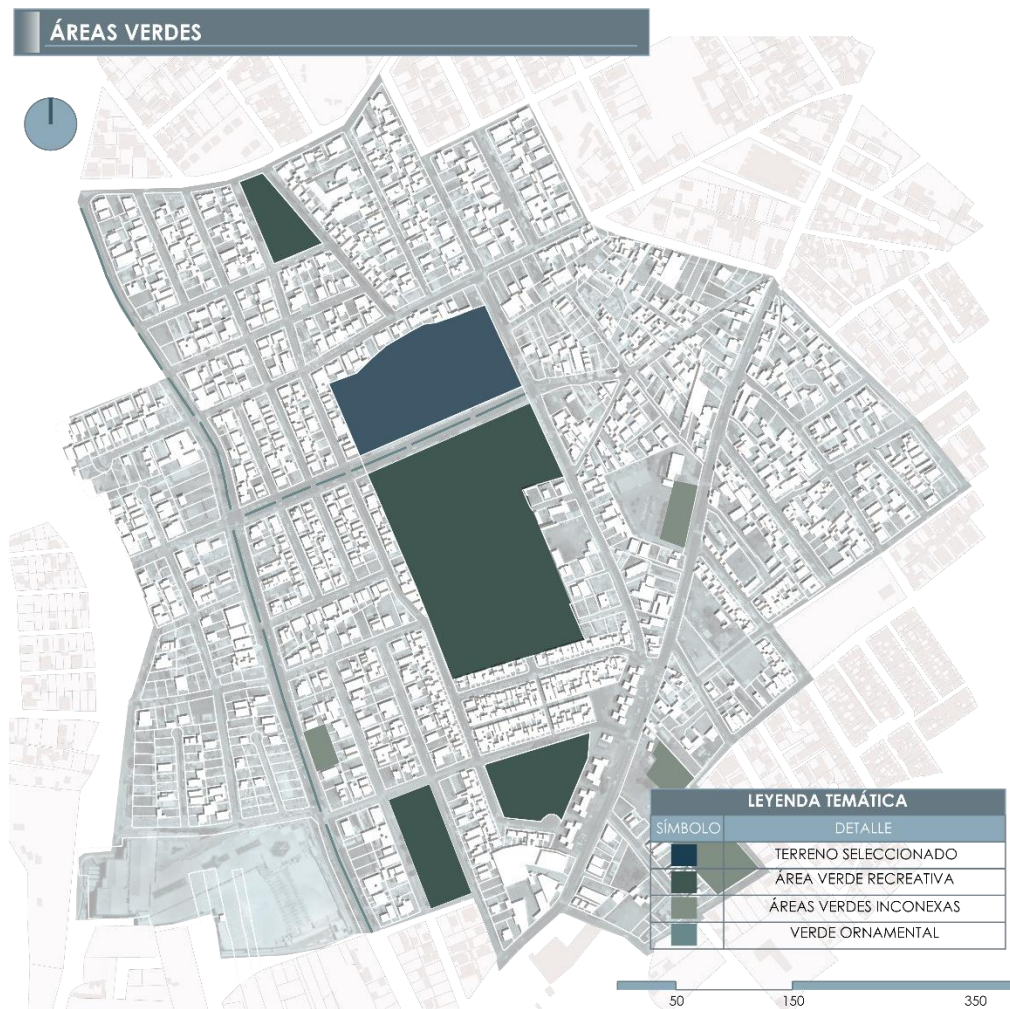 ÁREAS VERDES
LEYENDA TEMÁTICA
SÍMBOLO DETALLE
TERRENO SELECCIONADO
ÁREA VERDE RECREATIVA
ÁREAS VERDES INCONEXAS
VERDE ORNAMENTAL
50 150 350